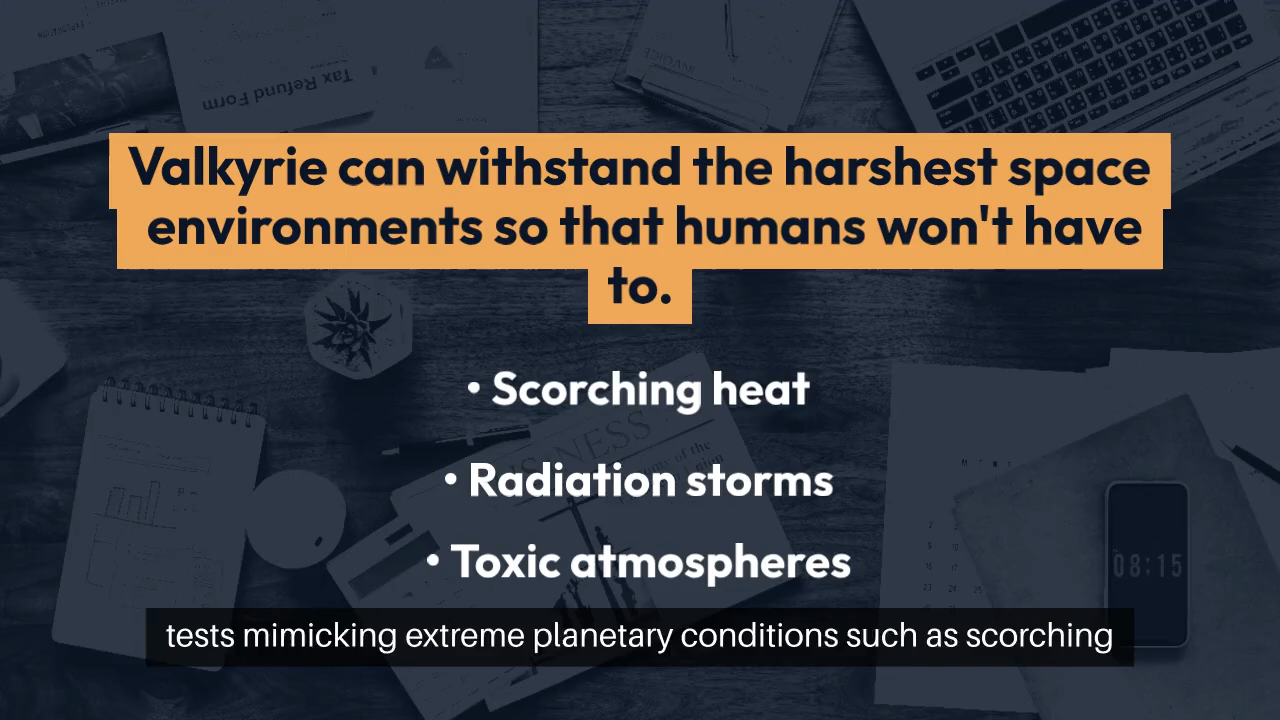 Tax Refund Form
INVOICE
Valkyrie can withstand the harshest space
environments so that humans won't have
to.
• Scorching heat
• Radiation storms
• Toxic atmospheres
08:15
tests mimicking extreme planetary conditions such as scorching